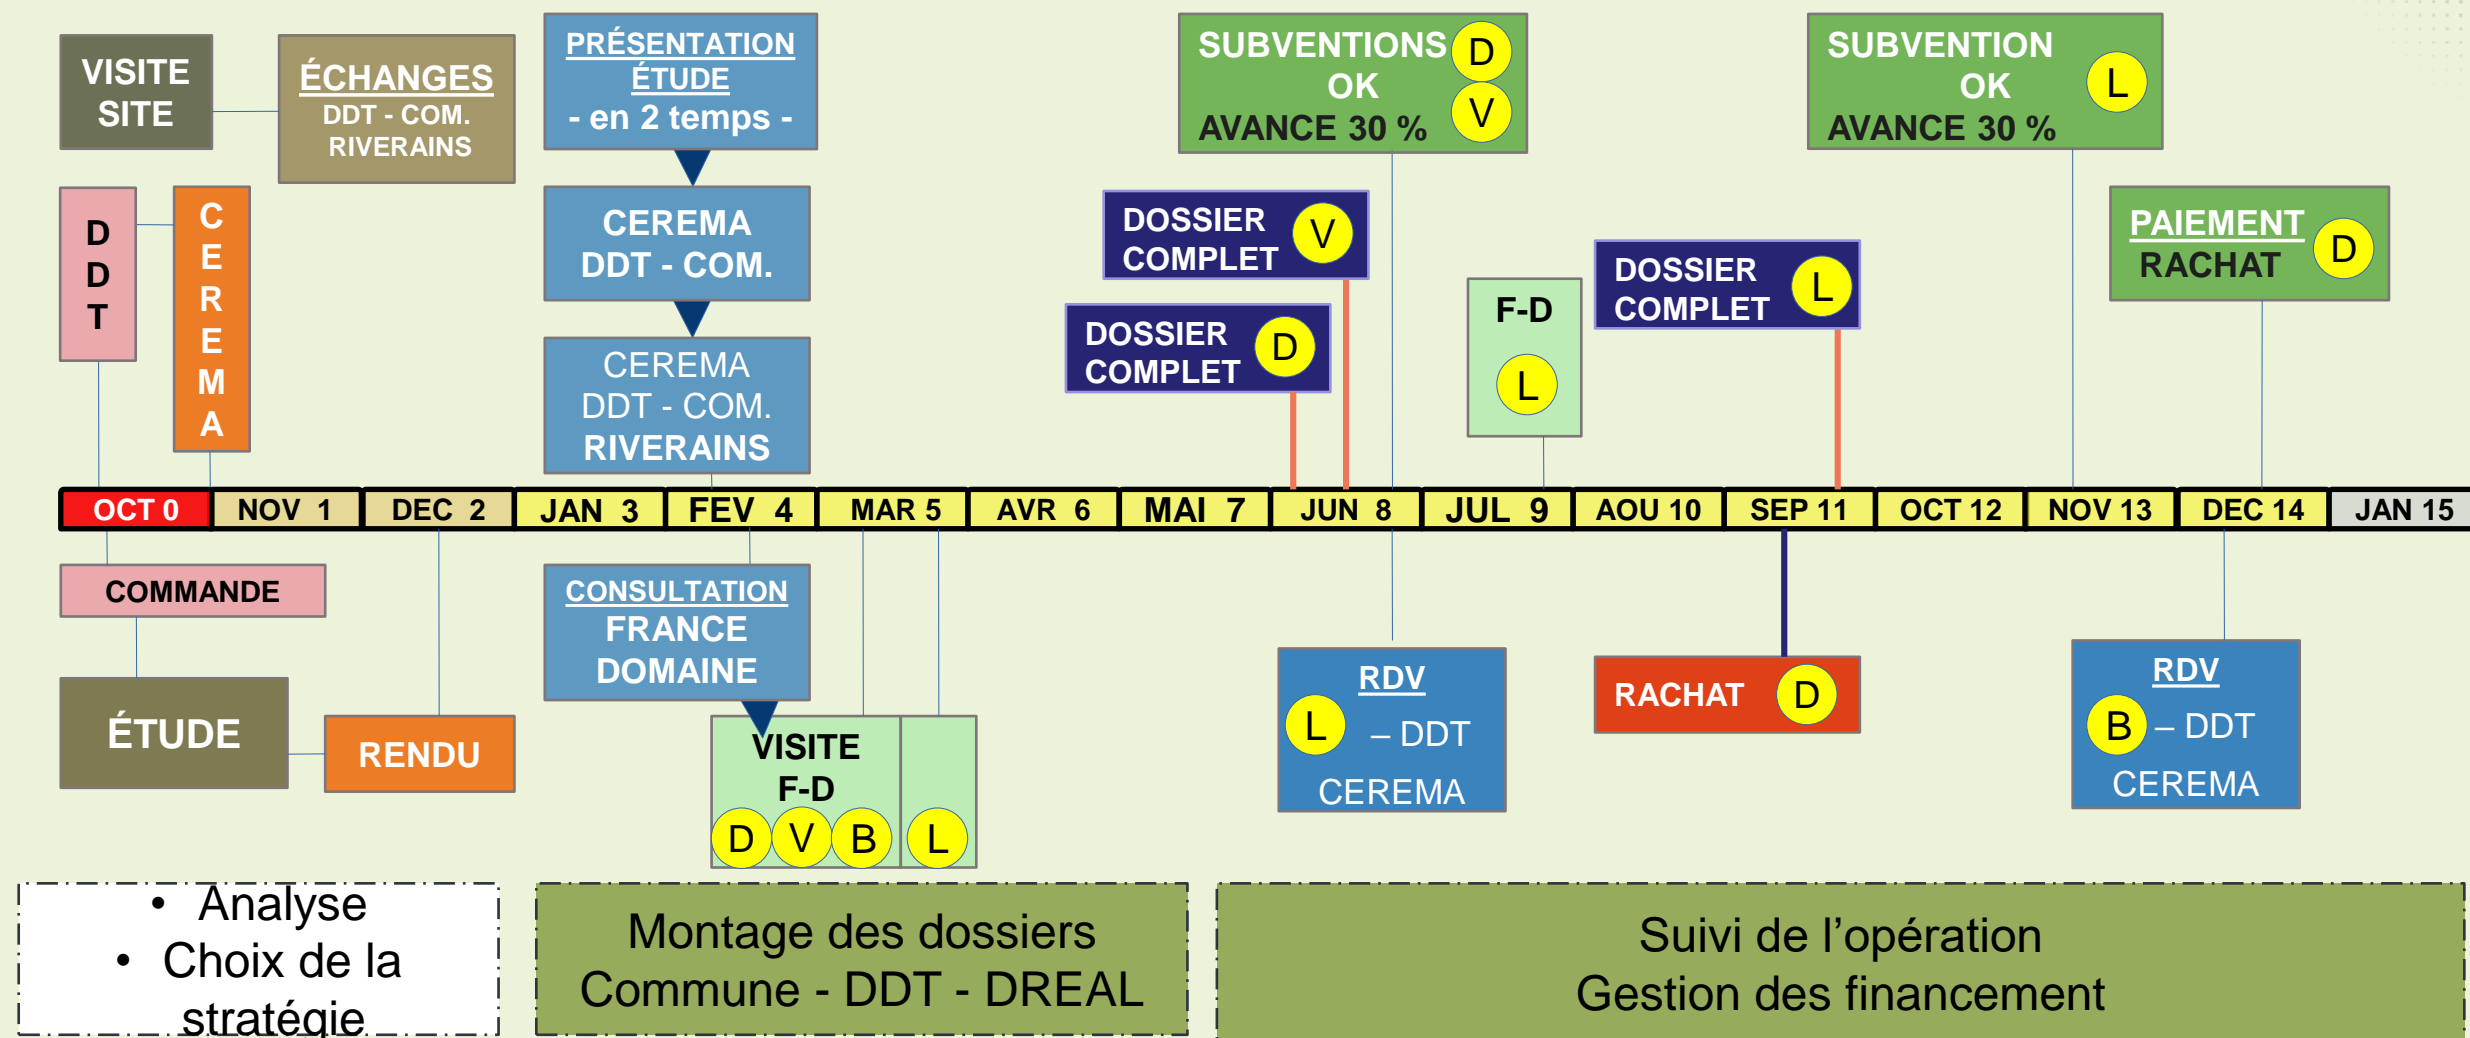 VISITE
SITE
ÉCHANGES
DDT - COM.
RIVERAINS
PRÉSENTATION
ÉTUDE
- en 2 temps -
SUBVENTIONS D
OK
V
AVANCE 30 %
SUBVENTION
OK
L
AVANCE 30 %
D
D
T
C
E
R
E
M
A
CEREMA
DDT - COM.
CEREMA
DDT - COM.
RIVERAINS
DOSSIER
COMPLET V
DOSSIER
COMPLET D
F-D
L
DOSSIER
COMPLET L
PAIEMENT
RACHAT D
OCT 0 NOV 1 DEC 2 JAN 3 FEV 4 MAR 5 AVR 6 MAI 7 JUN 8 JUL 9 AOU 10 SEP 11 OCT 12 NOV 13 DEC 14 JAN 15
COMMANDE
ÉTUDE
RENDU
CONSULTATION
FRANCE
DOMAINE
VISITE
F-D
D V B L
RDV
L – DDT
CEREMA
RACHAT D
RDV
B – DDT
CEREMA
• Analyse
• Choix de la
stratégie
Montage des dossiers
Commune - DDT - DREAL
Suivi de l’opération
Gestion des financement